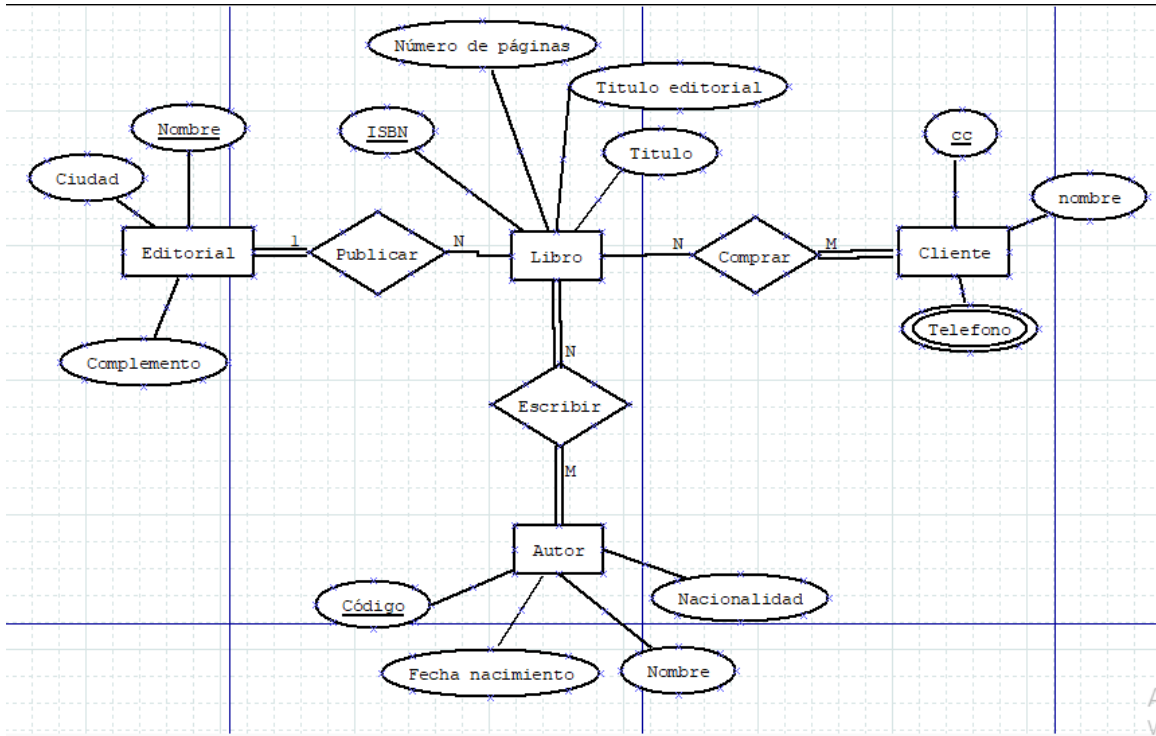 Número de páginas
Titulo editorial
Nombre
ISBN
cc
Titulo
Ciudad
nombre
1
N
N
M
Editorial
Publicar
Libro
Comprar
Cliente
Telefono
N
Complemento
Escribir
M
Autor
Código
Nacionalidad
Fecha nacimiento
Nombre